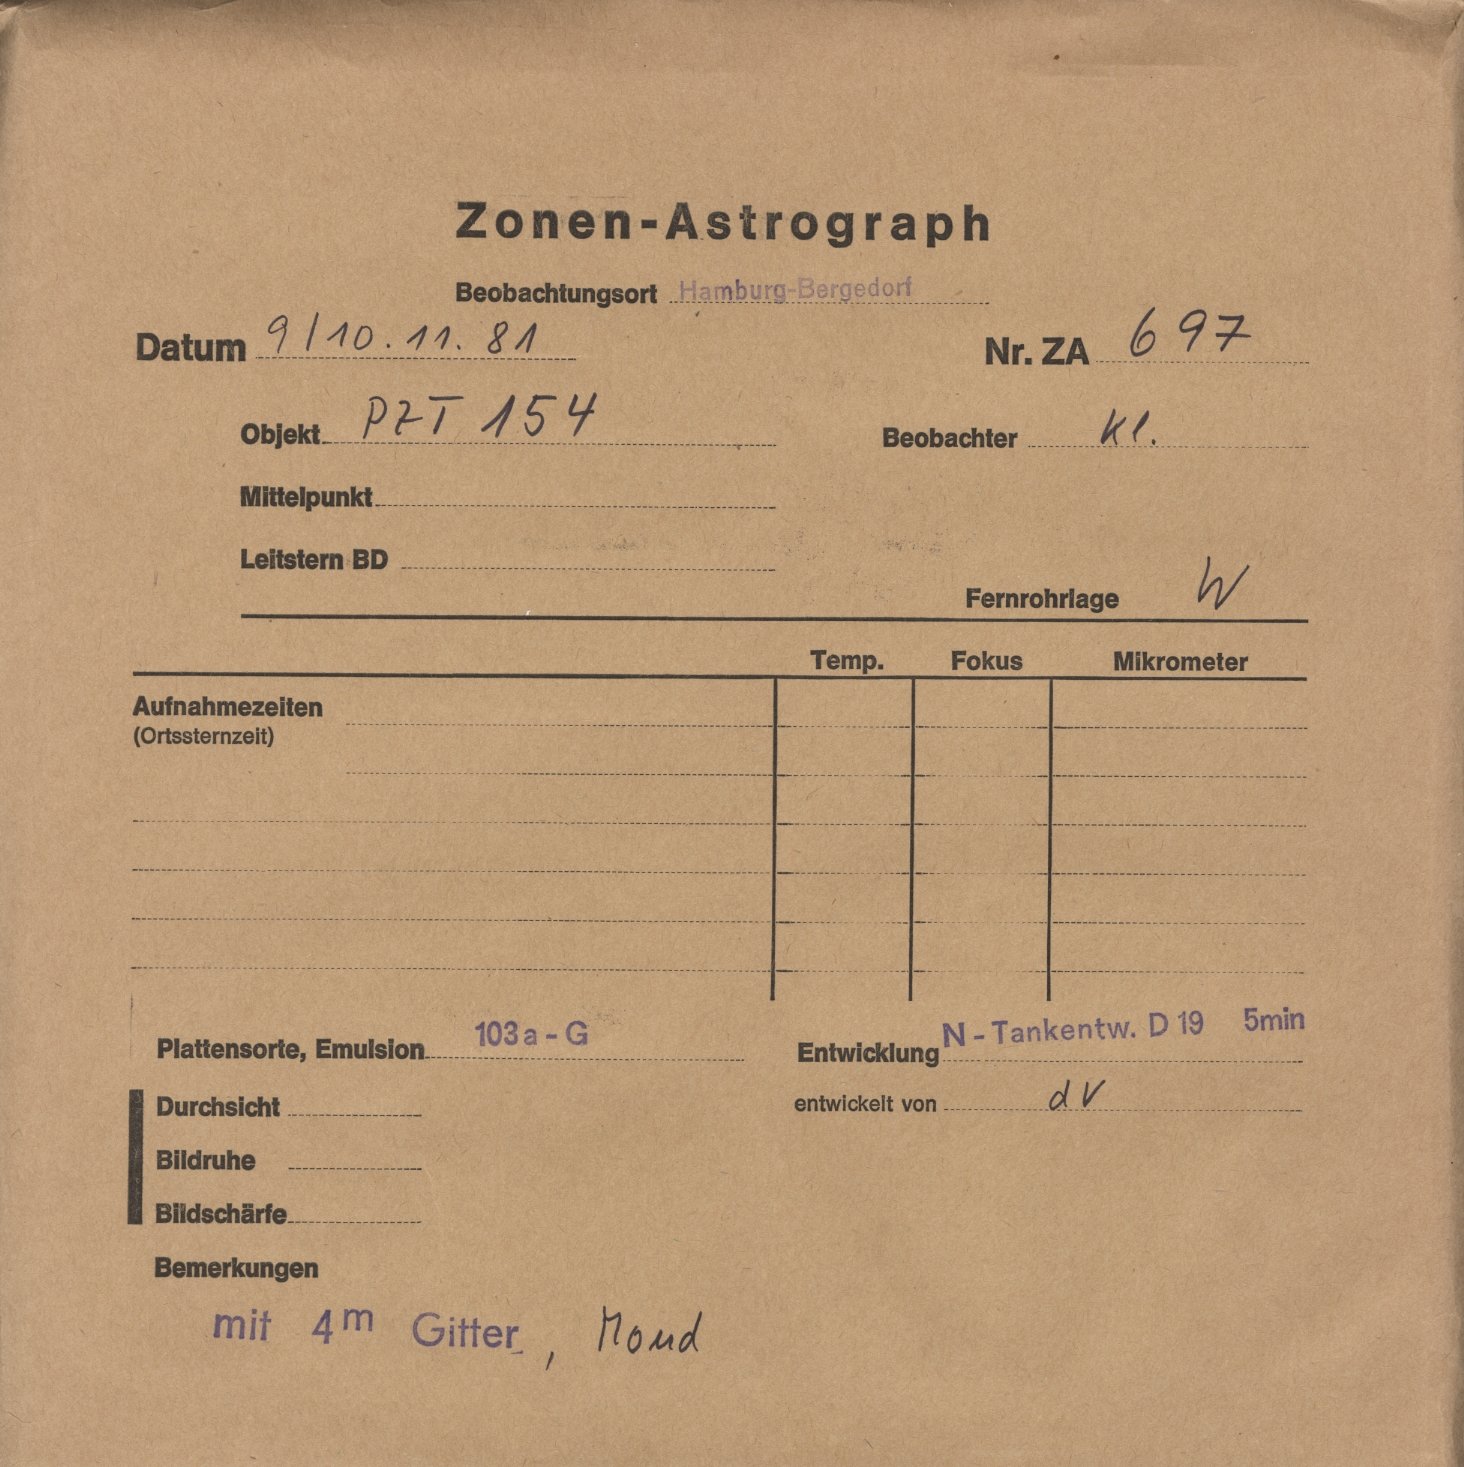 Zonen-Astrograph
Beobachtungsort Hamburg-Bergedorf
Datum 9/10.11.81
Nr. ZA 697
Objekt PZT 154
Beobachter Kl.
Mittelpunkt
Leitstern BD
Fernrohrlage W
Temp. Fokus Mikrometer
Aufnahmezeiten
(Ortssternzeit)
Plattensorte, Emulsion 103a-G
Entwicklung N-Tankentw. D 19 5min
Durchsicht
entwickelt von dV
Bildruhe
Bildschärfe
Bemerkungen
mit 4m Gitter, Mond